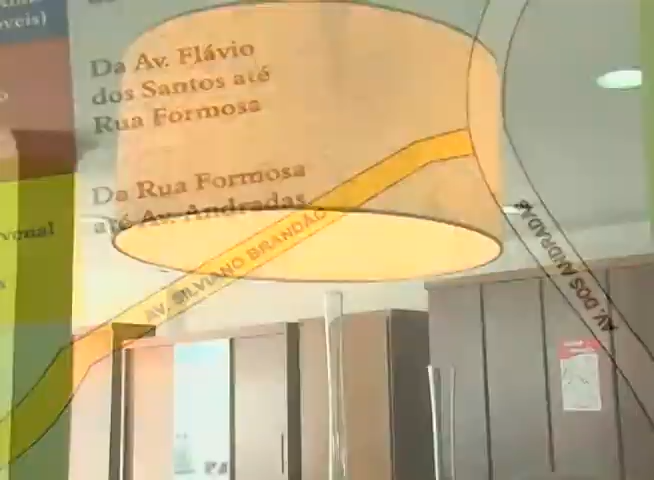 óveis)
Da Av. Flávio
dos Santos até
Rua Formosa
Da Rua Formosa
até Av. Andradas
AV. SILVIANO BRANDÃO
AV. DOS ANDRADAS